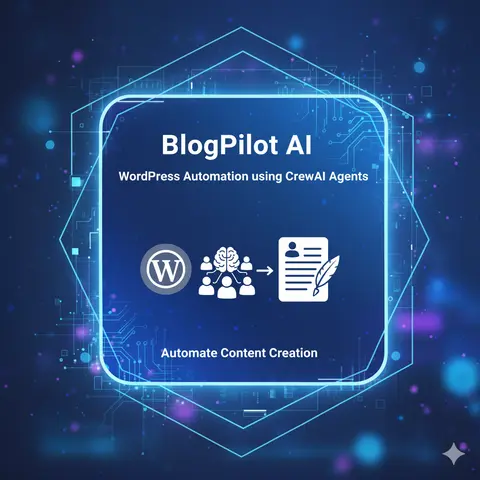 BlogPilot AI
WordPress Automation using CrewAI Agents
W
Automate Content Creation